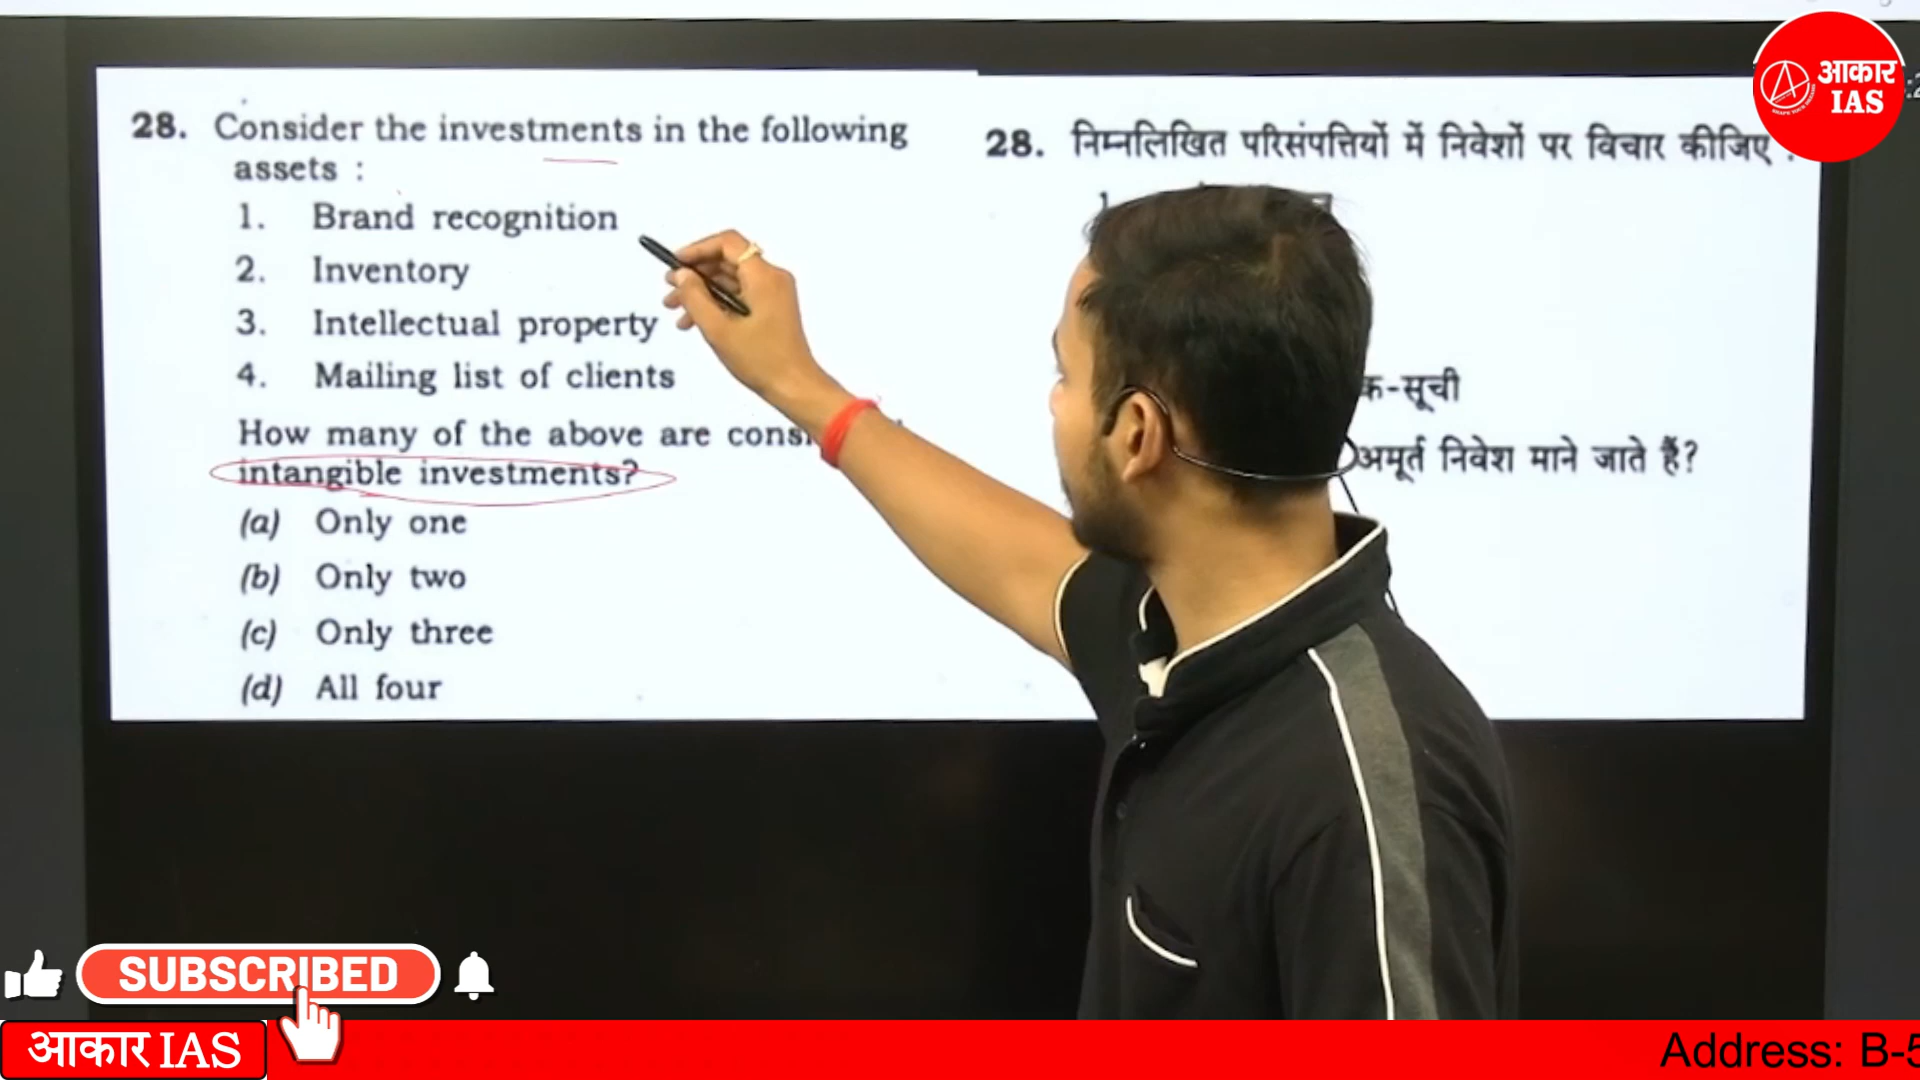 28. Consider the investments in the following
assets :
1. Brand recognition
2. Inventory
3. Intellectual property
4. Mailing list of clients
How many of the above are
intangible investments?
(a) Only one
(b) Only two
(c) Only three
(d) All four
28. निम्नलिखित परिसंपत्तियों में निवेशों पर विचार कीजिए :
क-सूची
अमूर्त निवेश माने जाते हैं?
आकार
IAS
SUBSCRIBED
आकार IAS
Address: B-5